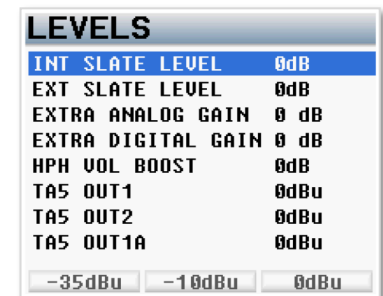 LEVELS
INT SLATE LEVEL 0dB
EXT SLATE LEVEL 0dB
EXTRA ANALOG GAIN 0 dB
EXTRA DIGITAL GAIN 0 dB
HPH VOL BOOST 0dB
TA5 OUT1 0dBu
TA5 OUT2 0dBu
TA5 OUT1A 0dBu
-35dBu -10dBu 0dBu